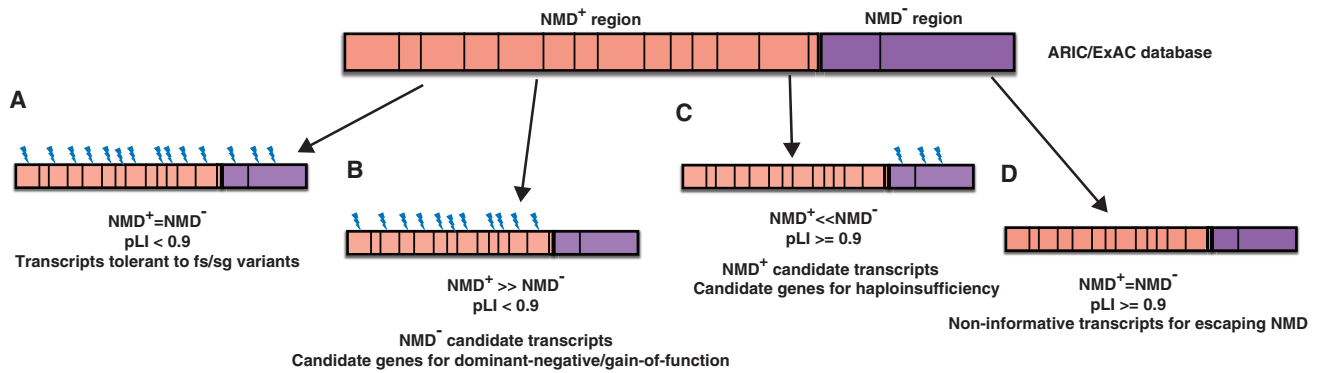 NMD⁺ region
NMD⁻ region
ARIC/ExAC database
A
NMD⁺=NMD⁻
pLI < 0.9
Transcripts tolerant to fs/sg variants
B
NMD⁺ >> NMD⁻
pLI < 0.9
NMD⁻ candidate transcripts
Candidate genes for dominant-negative/gain-of-function
C
NMD⁺<<NMD⁻
pLI >= 0.9
NMD⁺ candidate transcripts
Candidate genes for haploinsufficiency
D
NMD⁺=NMD⁻
pLI >= 0.9
Non-informative transcripts for escaping NMD